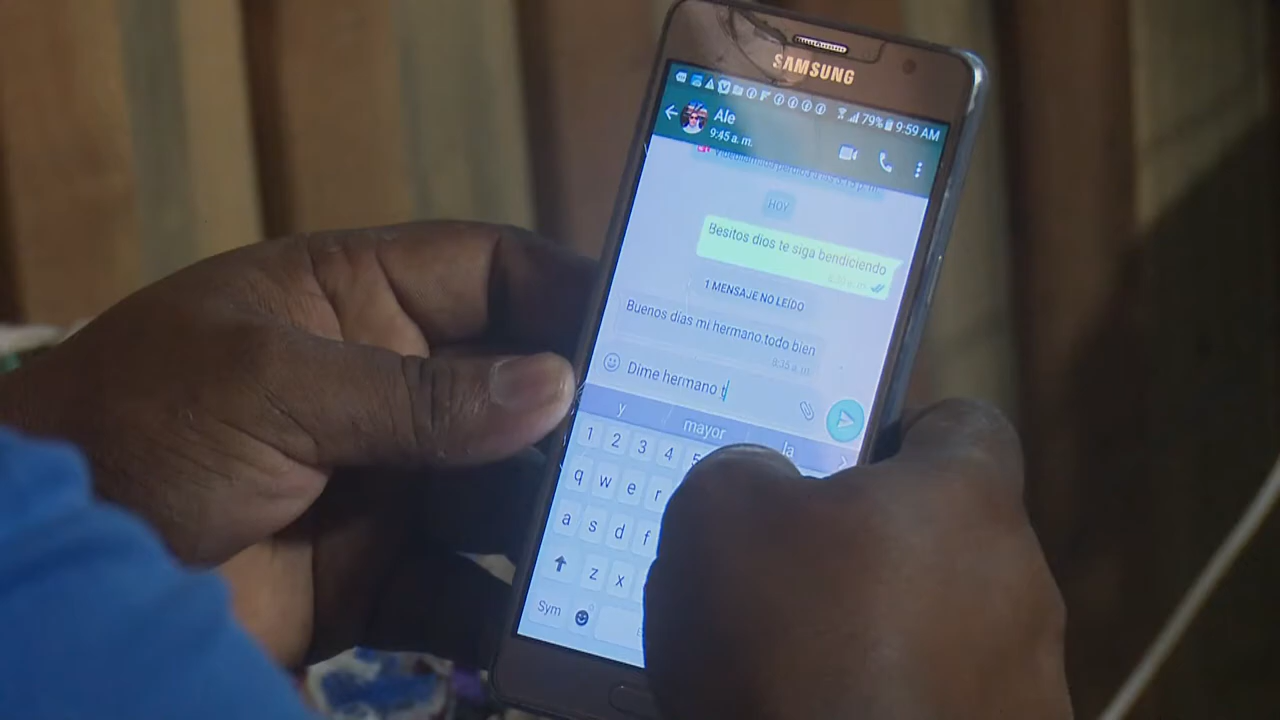 SAMSUNG
79% 9:59 AM
Ale
9:45 a. m.
HOY
Besitos dios te siga bendiciendo
1 MENSAJE NO LEÍDO
Buenos días mi hermano.todo bien
8:35 a. m.
Dime hermano t
y mayor la
1 2 3 4 5
q w e r
a s d f
z x
Sym